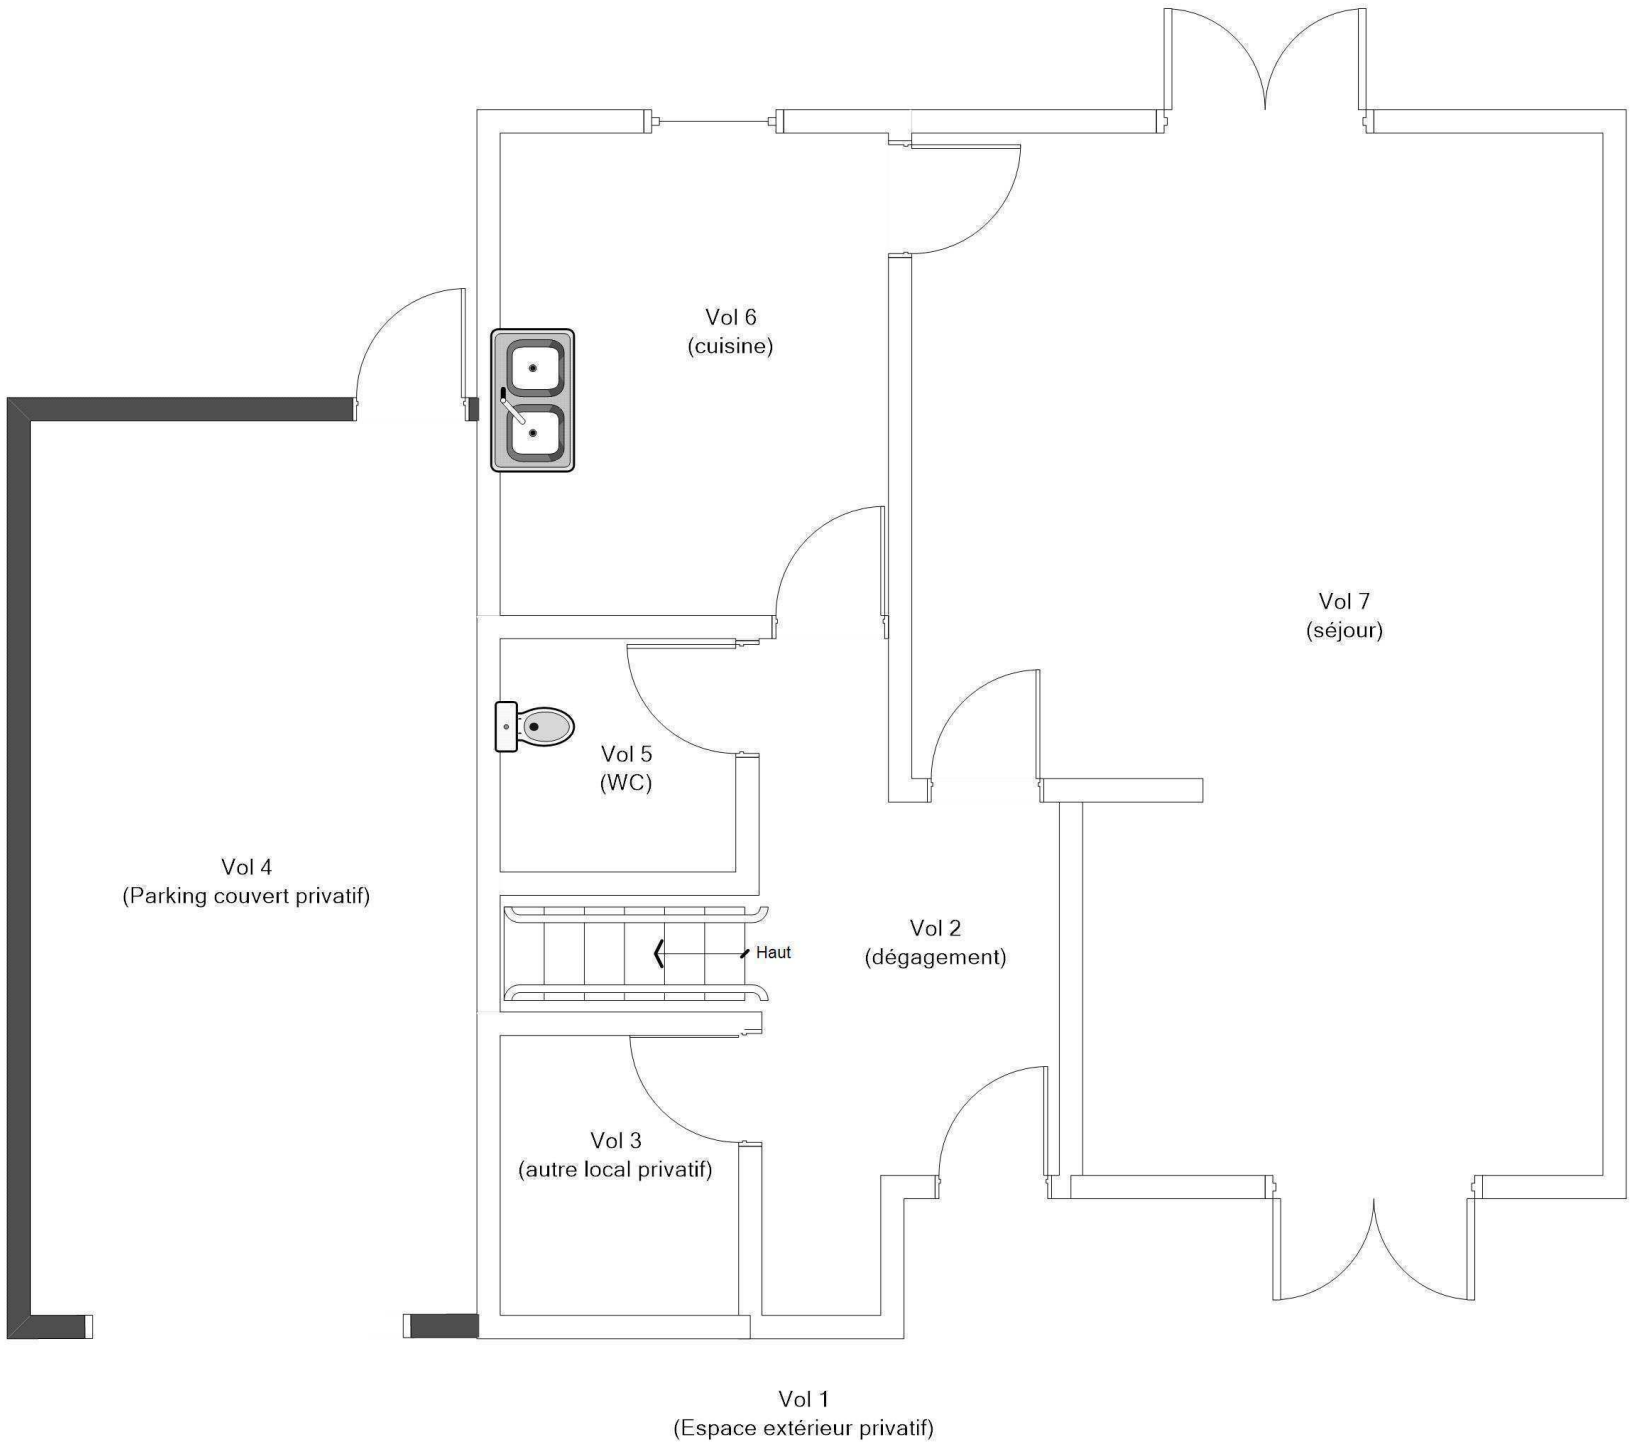 Vol 6
(cuisine)
Vol 7
(séjour)
Vol 5
(WC)
Vol 4
(Parking couvert privatif)
Vol 2
(dégagement)
Haut
Vol 3
(autre local privatif)
Vol 1
(Espace extérieur privatif)